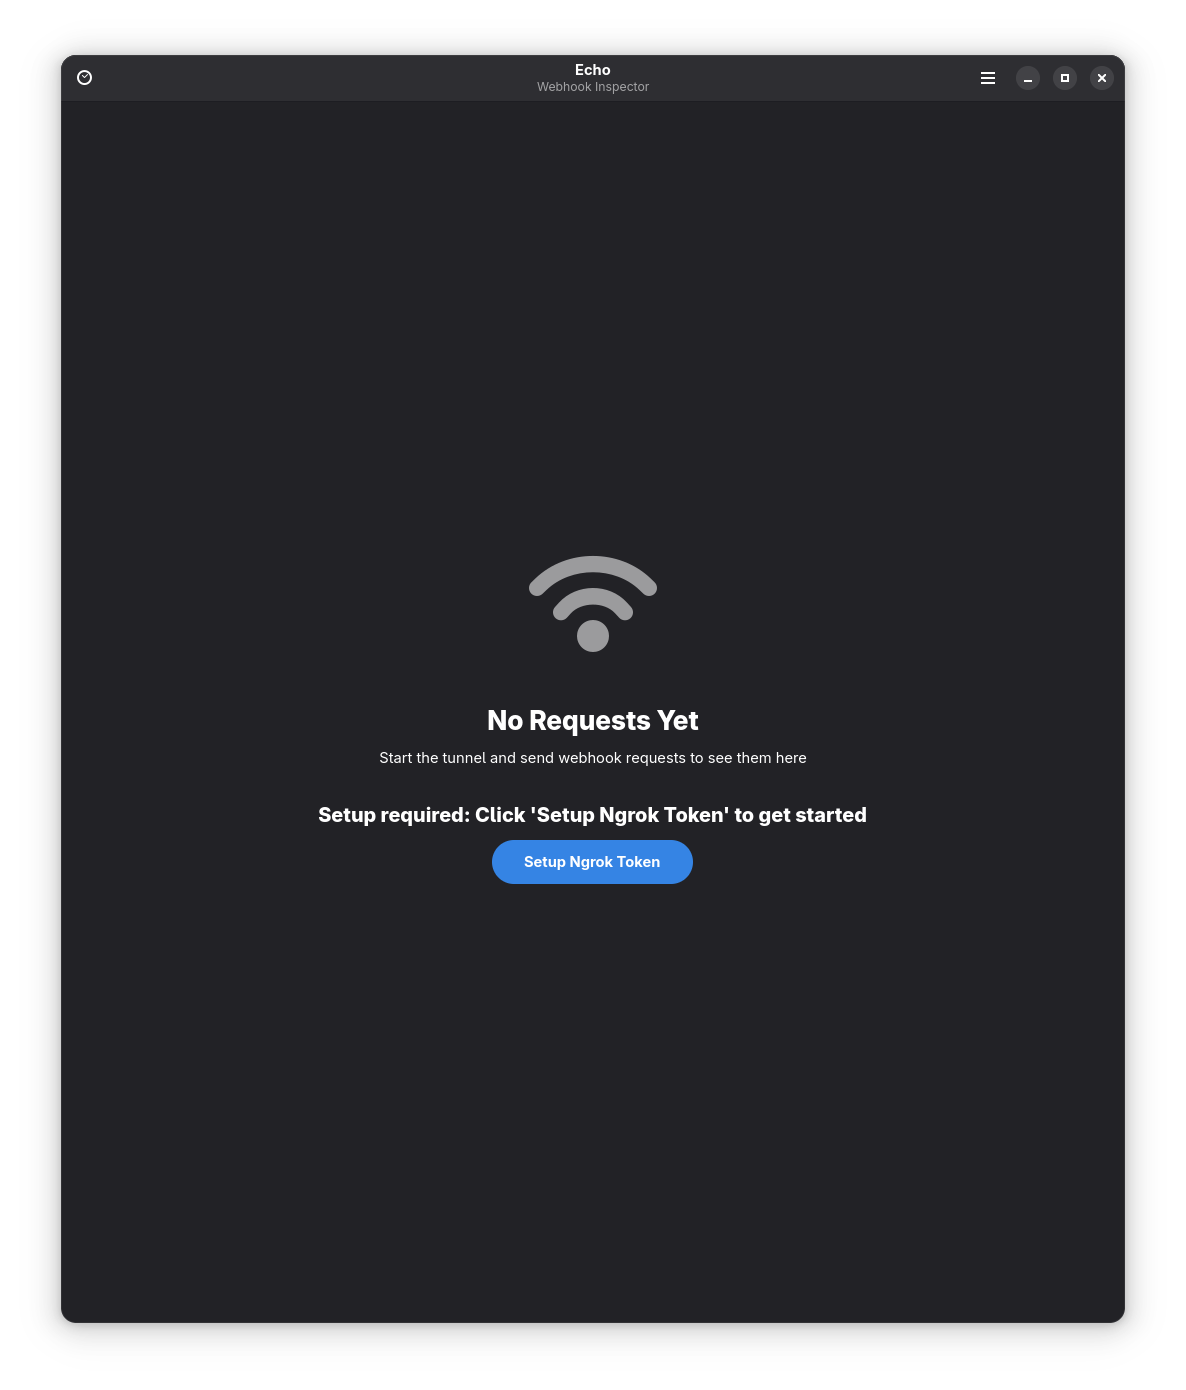 Echo
Webhook Inspector
No Requests Yet
Start the tunnel and send webhook requests to see them here
Setup required: Click 'Setup Ngrok Token' to get started
Setup Ngrok Token